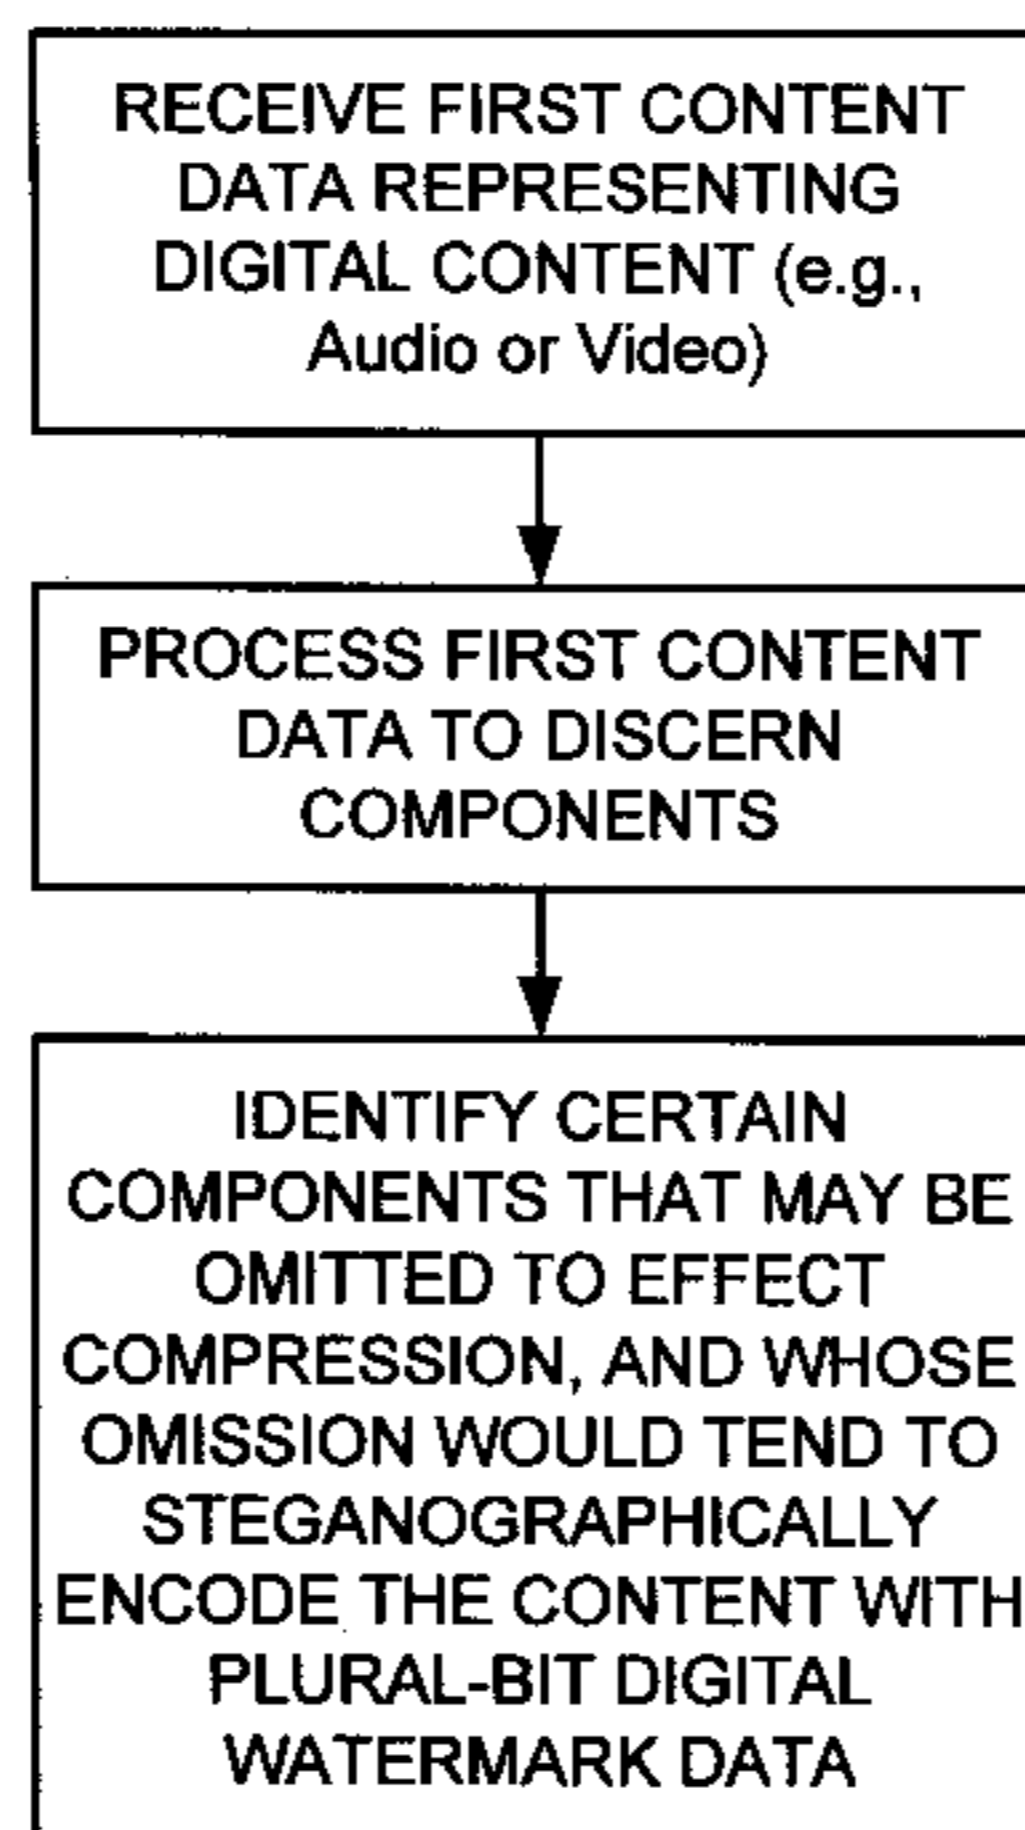 RECEIVE FIRST CONTENT
DATA REPRESENTING
DIGITAL CONTENT (e.g.,
Audio or Video)
PROCESS FIRST CONTENT
DATA TO DISCERN
COMPONENTS
IDENTIFY CERTAIN
COMPONENTS THAT MAY BE
OMITTED TO EFFECT
COMPRESSION, AND WHOSE
OMISSION WOULD TEND TO
STEGANOGRAPHICALLY
ENCODE THE CONTENT WITH
PLURAL-BIT DIGITAL
WATERMARK DATA